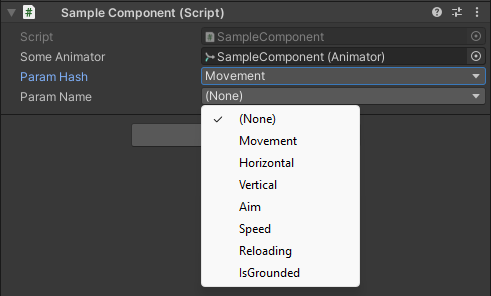 Sample Component (Script)
Script SampleComponent
Some Animator SampleComponent (Animator)
Param Hash Movement
Param Name (None)
(None)
Movement
Horizontal
Vertical
Aim
Speed
Reloading
IsGrounded